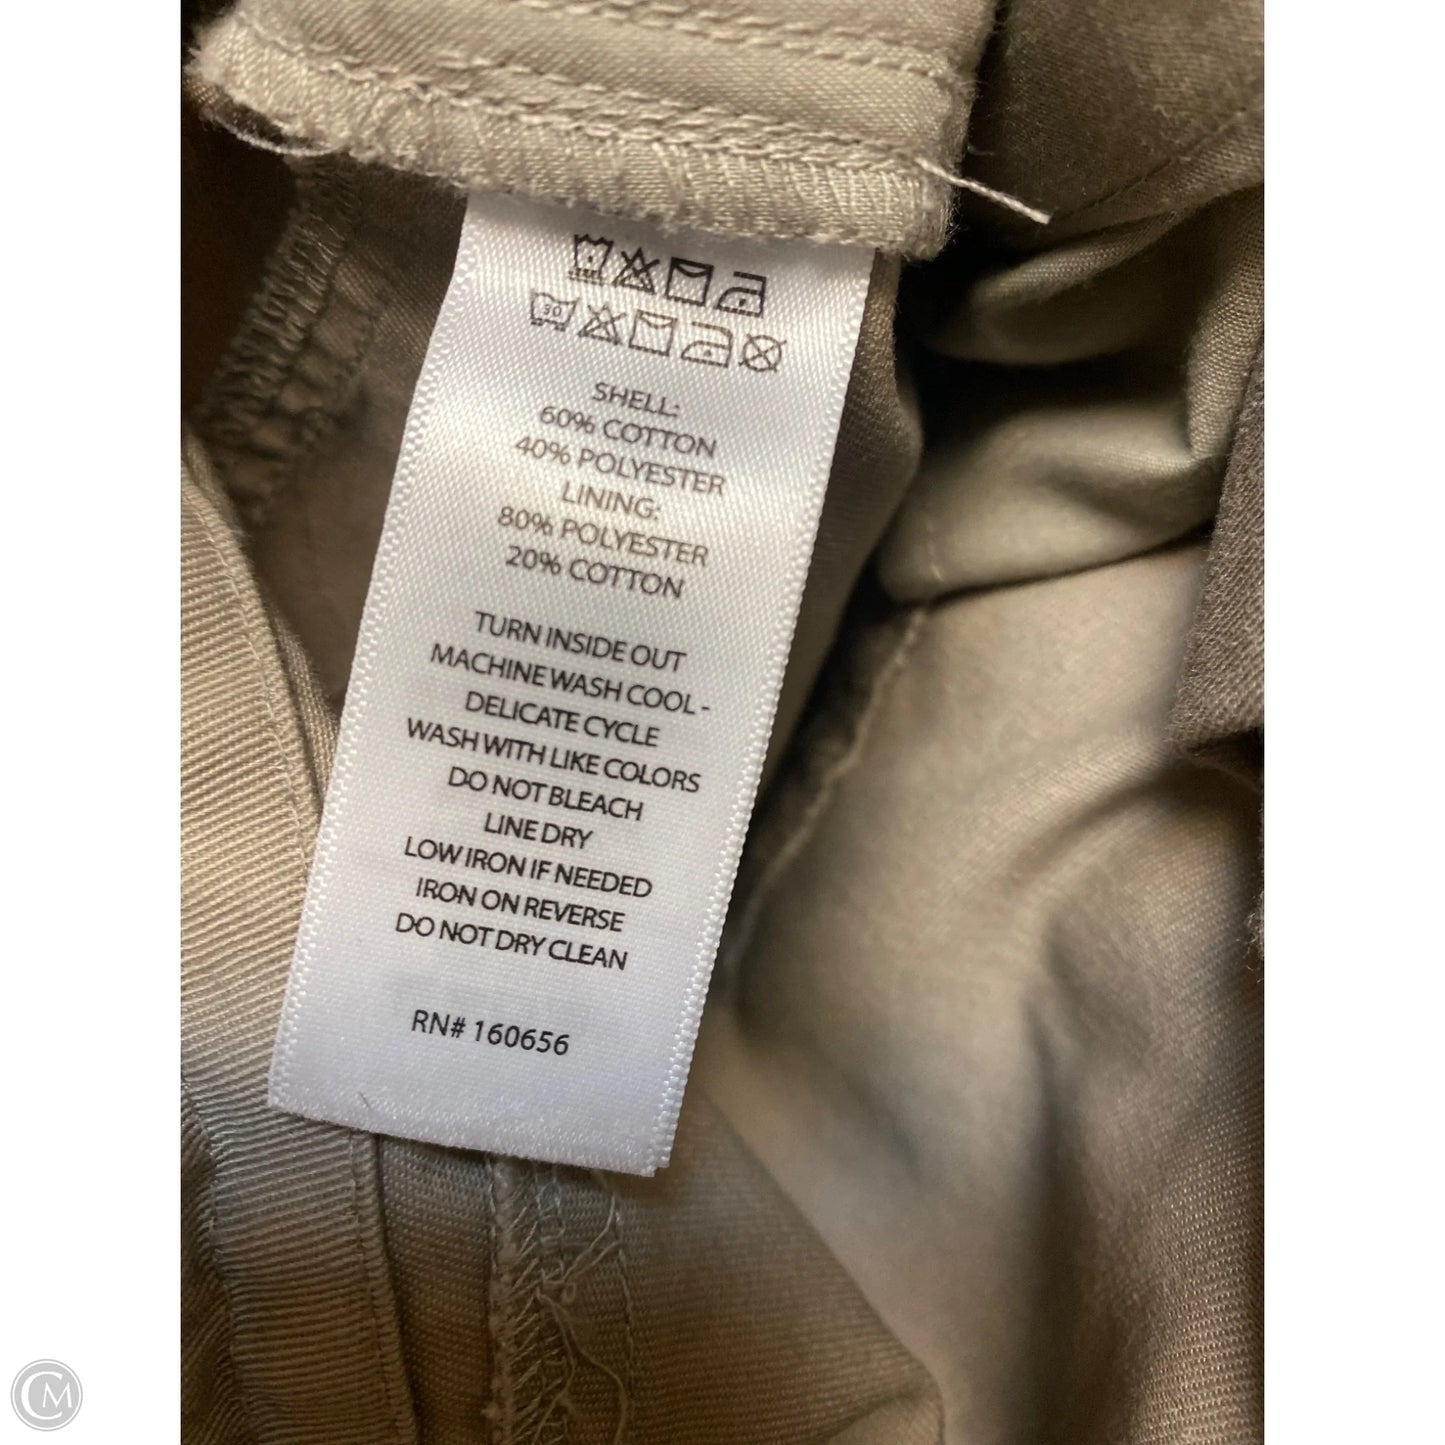 30
SHELL:
60% COTTON
40% POLYESTER
LINING:
80% POLYESTER
20% COTTON
TURN INSIDE OUT
MACHINE WASH COOL -
DELICATE CYCLE
WASH WITH LIKE COLORS
DO NOT BLEACH
LINE DRY
LOW IRON IF NEEDED
IRON ON REVERSE
DO NOT DRY CLEAN
RN# 160656
CM